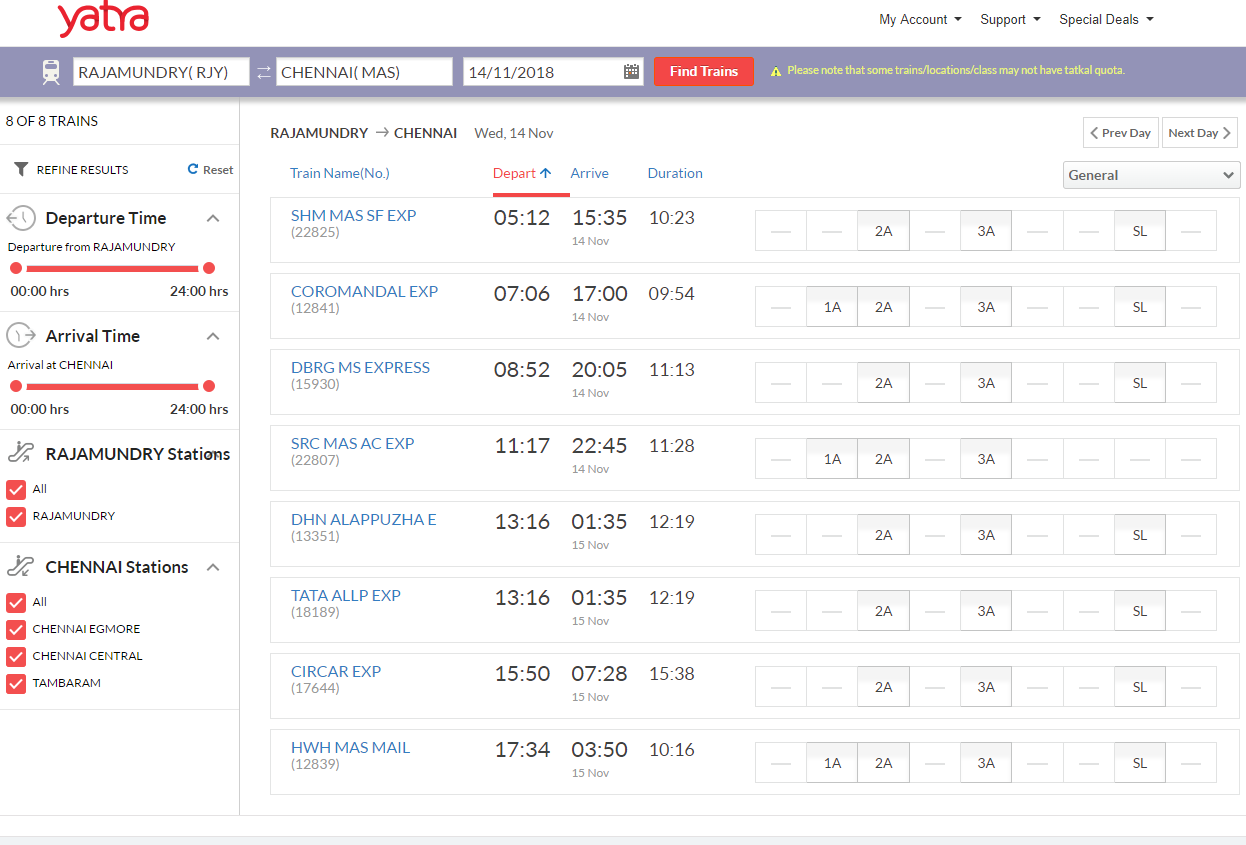 yatra
My Account Support Special Deals
RAJAMUNDRY( RJY) CHENNAI( MAS) 14/11/2018 Find Trains Please note that some trains/locations/class may not have tatkal quota.
8 OF 8 TRAINS
REFINE RESULTS Reset
Departure Time
Departure from RAJAMUNDRY
00:00 hrs 24:00 hrs
Arrival Time
Arrival at CHENNAI
00:00 hrs 24:00 hrs
RAJAMUNDRY Stations
All
RAJAMUNDRY
CHENNAI Stations
All
CHENNAI EGMORE
CHENNAI CENTRAL
TAMBARAM
RAJAMUNDRY → CHENNAI Wed, 14 Nov Prev Day Next Day
Train Name(No.) Depart Arrive Duration General
SHM MAS SF EXP 05:12 15:35 10:23
(22825) 14 Nov — — 2A — 3A — — SL —
COROMANDAL EXP 07:06 17:00 09:54
(12841) 14 Nov — 1A 2A — 3A — — SL —
DBRG MS EXPRESS 08:52 20:05 11:13
(15930) 14 Nov — — 2A — 3A — — SL —
SRC MAS AC EXP 11:17 22:45 11:28
(22807) 14 Nov — 1A 2A — 3A — — — —
DHN ALAPPUZHA E 13:16 01:35 12:19
(13351) 15 Nov — — 2A — 3A — — SL —
TATA ALLP EXP 13:16 01:35 12:19
(18189) 15 Nov — — 2A — 3A — — SL —
CIRCAR EXP 15:50 07:28 15:38
(17644) 15 Nov — — 2A — 3A — — SL —
HWH MAS MAIL 17:34 03:50 10:16
(12839) 15 Nov — 1A 2A — 3A — — SL —